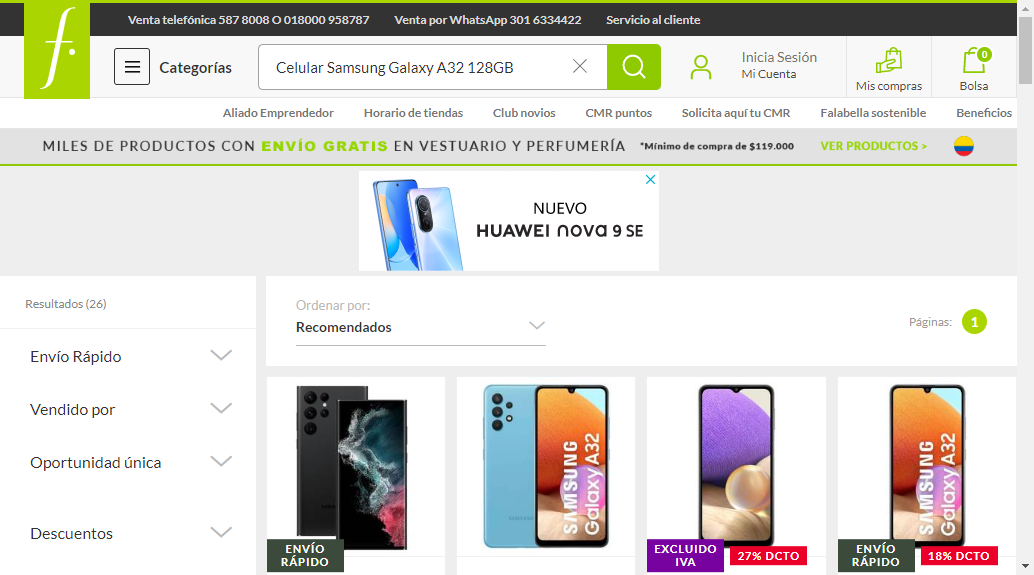 Venta telefónica 587 8008 O 018000 958787
Venta por WhatsApp 301 6334422
Servicio al cliente
f.
Categorías
Celular Samsung Galaxy A32 128GB
Inicia Sesión
Mi Cuenta
Mis compras
0
Bolsa
Aliado Emprendedor
Horario de tiendas
Club novios
CMR puntos
Solicita aquí tu CMR
Falabella sostenible
Beneficios
MILES DE PRODUCTOS CON ENVÍO GRATIS EN VESTUARIO Y PERFUMERÍA
*Mínimo de compra de $119.000
VER PRODUCTOS >
NUEVO
HUAWEI nova 9 SE
Resultados (26)
Ordenar por:
Recomendados
Páginas:
1
Envío Rápido
Vendido por
Oportunidad única
Descuentos
SAMSUNG
SAMSUNG
Galaxy A32
SAMSUNG
Galaxy A32
ENVÍO
RÁPIDO
EXCLUIDO
IVA
27% DCTO
ENVÍO
RÁPIDO
18% DCTO